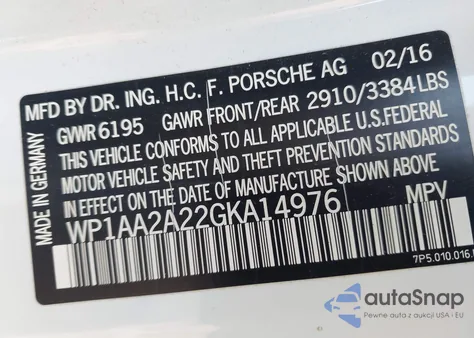 MFD BY DR. ING. H.C. F. PORSCHE AG 02/16
GWR 6195 GAWR FRONT/REAR 2910/3384 LBS
THIS VEHICLE CONFORMS TO ALL APPLICABLE U.S. FEDERAL
MOTOR VEHICLE SAFETY AND THEFT PREVENTION STANDARDS
IN EFFECT ON THE DATE OF MANUFACTURE SHOWN ABOVE
WP1AA2A22GKA14976 MPV
MADE IN GERMANY
7P5.010.016.
autoSnap
Pewne auta z USA i EU